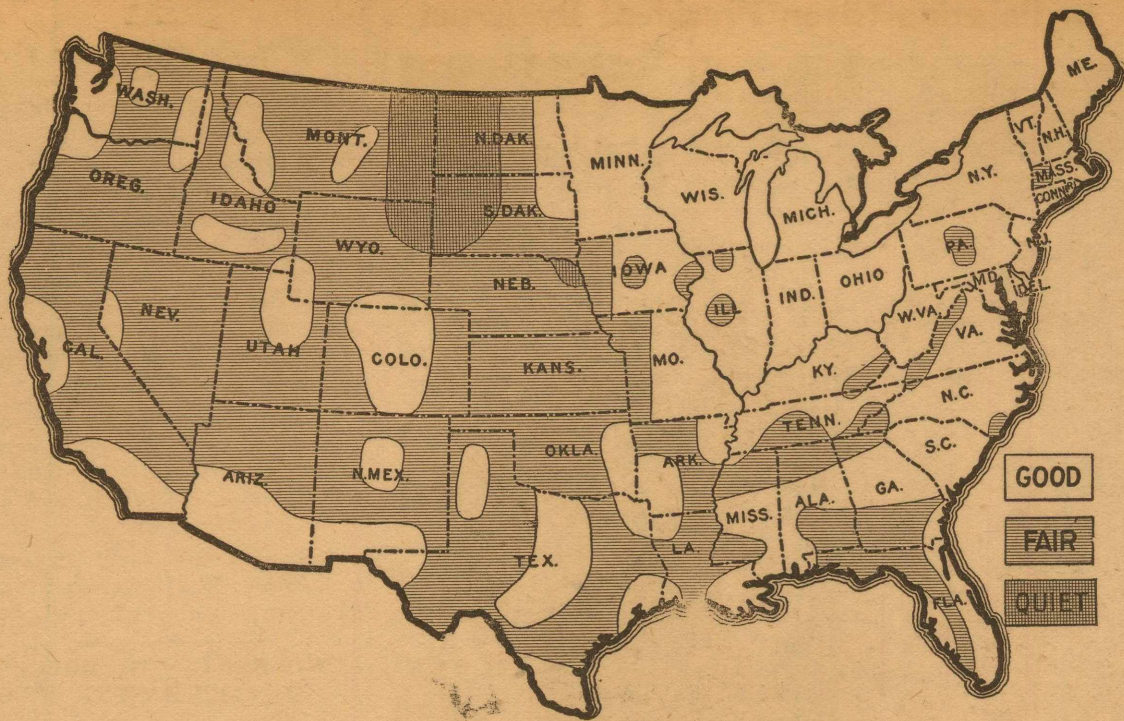 WASH.
OREG.
IDAHO
MONT.
N.DAK.
S.DAK.
MINN.
WIS.
MICH.
WYO.
NEB.
IOWA
ILL
IND.
OHIO
PA.
N.Y.
VT.
N.H.
ME.
MASS.
CONN.
N.J.
MD.
DEL.
W.VA.
VA.
CAL.
NEV.
UTAH
COLO.
KANS.
MO.
KY.
N.C.
TENN.
S.C.
ARIZ.
N.MEX.
OKLA.
ARK.
MISS.
ALA.
GA.
TEX.
LA.
FLA.
GOOD
FAIR
QUIET